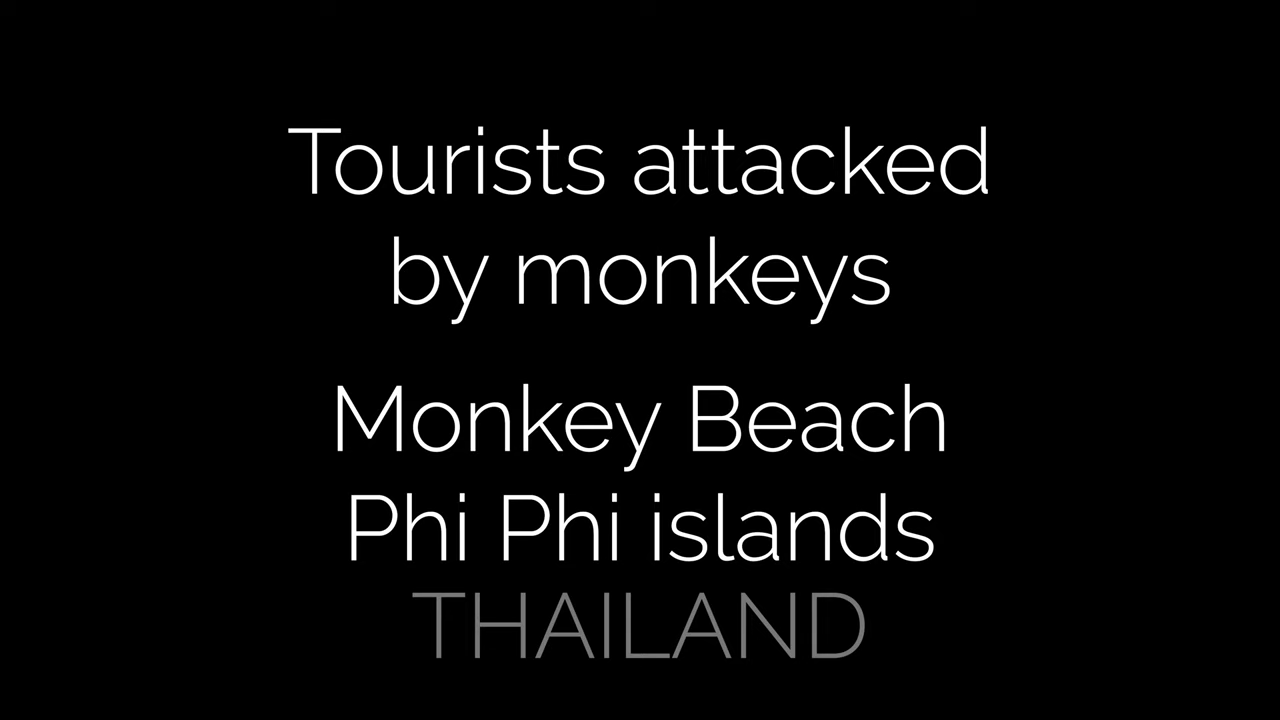 Tourists attacked
by monkeys
Monkey Beach
Phi Phi islands
THAILAND